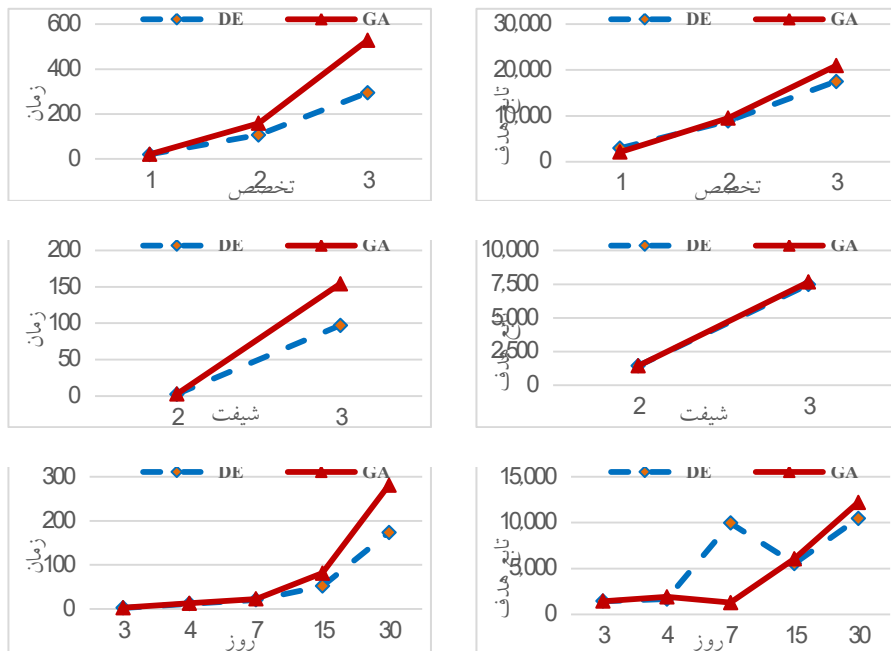 DE GA
600
400
200
0
زمان
1 2 3
تخصص
DE GA
30,000
20,000
10,000
0
تابع هدف
1 2 3
تخصص
DE GA
200
150
100
50
0
زمان
2 3
شیفت
DE GA
10,000
7,500
5,000
2,500
0
تابع هدف
2 3
شیفت
DE GA
300
200
100
0
زمان
3 4 7 15 30
روز
DE GA
15,000
10,000
5,000
0
تابع هدف
3 4 7 15 30
روز